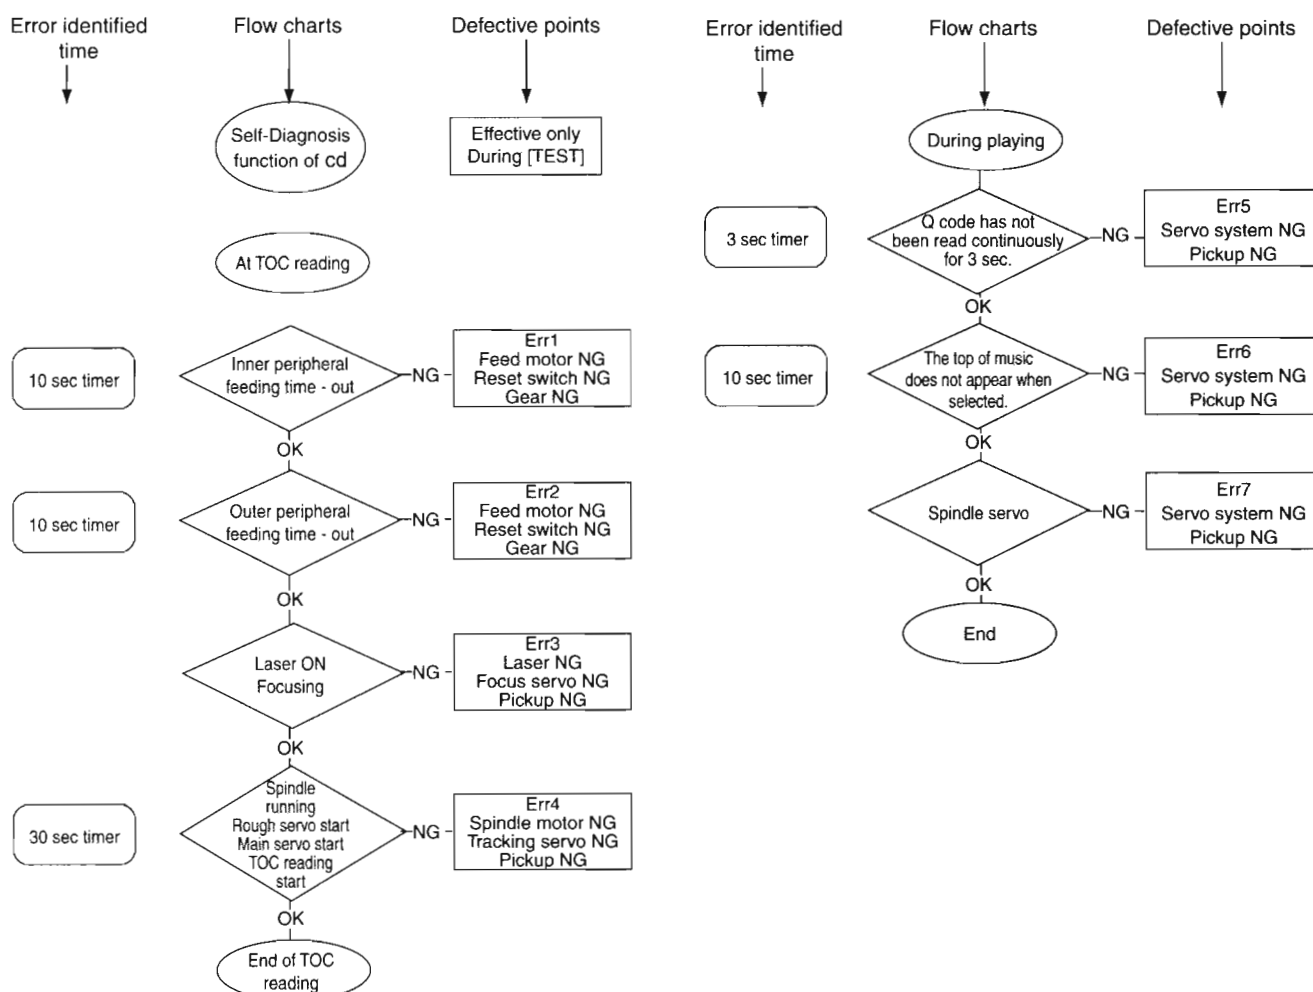 Error identified
time
Flow charts
Defective points
Self-Diagnosis
function of cd
Effective only
During [TEST]
At TOC reading
10 sec timer
Inner peripheral
feeding time - out
NG
Err1
Feed motor NG
Reset switch NG
Gear NG
OK
10 sec timer
Outer peripheral
feeding time - out
NG
Err2
Feed motor NG
Reset switch NG
Gear NG
OK
Laser ON
Focusing
NG
Err3
Laser NG
Focus servo NG
Pickup NG
OK
30 sec timer
Spindle
running
Rough servo start
Main servo start
TOC reading
start
NG
Err4
Spindle motor NG
Tracking servo NG
Pickup NG
OK
End of TOC
reading
Error identified
time
Flow charts
Defective points
During playing
3 sec timer
Q code has not
been read continuously
for 3 sec.
NG
Err5
Servo system NG
Pickup NG
OK
10 sec timer
The top of music
does not appear when
selected.
NG
Err6
Servo system NG
Pickup NG
OK
Spindle servo
NG
Err7
Servo system NG
Pickup NG
OK
End